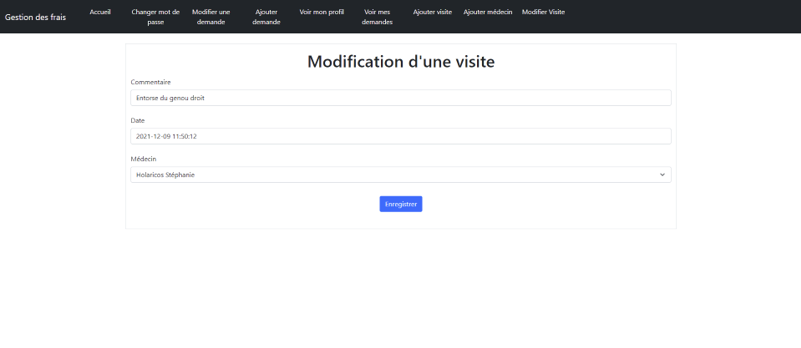 Gestion des frais
Accueil
Changer mot de
passe
Modifier une
demande
Ajouter
demande
Voir mon profil
Voir mes
demandes
Ajouter visite
Ajouter médecin
Modifier Visite
Modification d'une visite
Commentaire
Entorse du genou droit
Date
2021-12-09 11:50:12
Médecin
Holaricos Stéphanie
Enregistrer